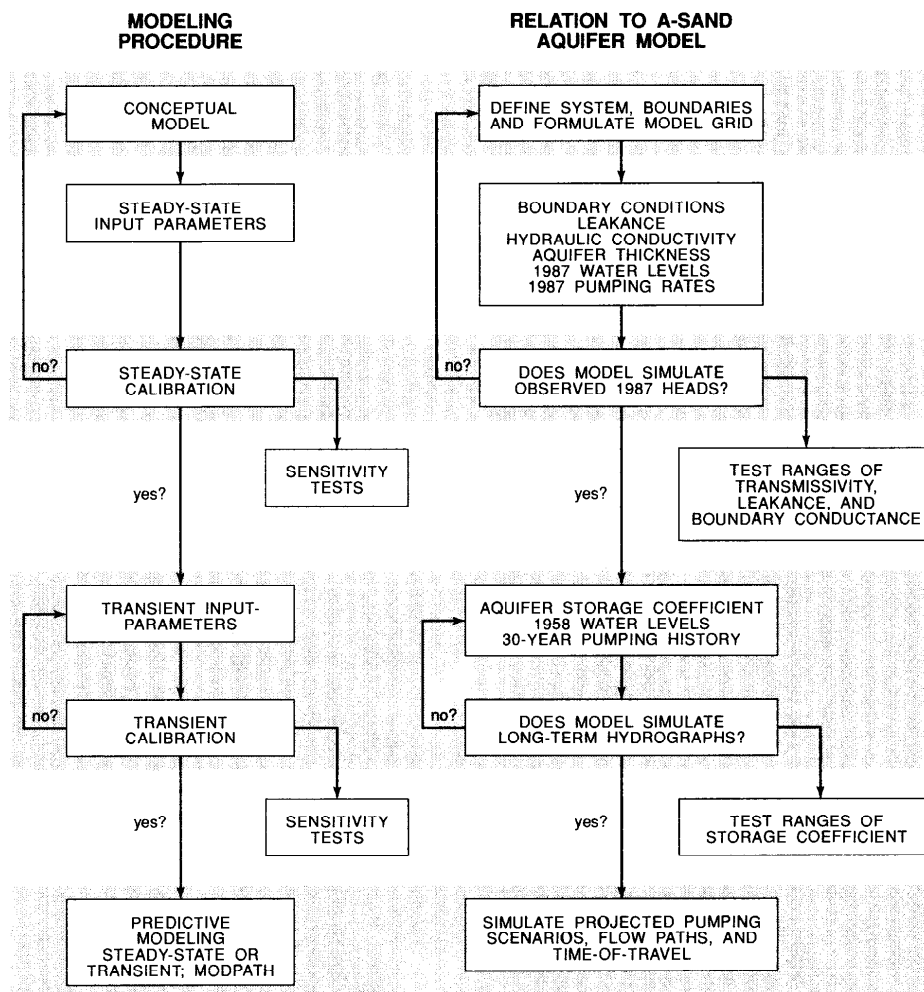 MODELING
PROCEDURE
RELATION TO A-SAND
AQUIFER MODEL
CONCEPTUAL
MODEL
DEFINE SYSTEM, BOUNDARIES
AND FORMULATE MODEL GRID
STEADY-STATE
INPUT PARAMETERS
BOUNDARY CONDITIONS
LEAKANCE
HYDRAULIC CONDUCTIVITY
AQUIFER THICKNESS
1987 WATER LEVELS
1987 PUMPING RATES
no?
STEADY-STATE
CALIBRATION
no?
DOES MODEL SIMULATE
OBSERVED 1987 HEADS?
yes?
SENSITIVITY
TESTS
yes?
TEST RANGES OF
TRANSMISSIVITY,
LEAKANCE, AND
BOUNDARY CONDUCTANCE
TRANSIENT INPUT-
PARAMETERS
AQUIFER STORAGE COEFFICIENT
1958 WATER LEVELS
30-YEAR PUMPING HISTORY
no?
TRANSIENT
CALIBRATION
no?
DOES MODEL SIMULATE
LONG-TERM HYDROGRAPHS?
yes?
SENSITIVITY
TESTS
yes?
TEST RANGES OF
STORAGE COEFFICIENT
PREDICTIVE
MODELING
STEADY-STATE OR
TRANSIENT; MODPATH
SIMULATE PROJECTED PUMPING
SCENARIOS, FLOW PATHS, AND
TIME-OF-TRAVEL